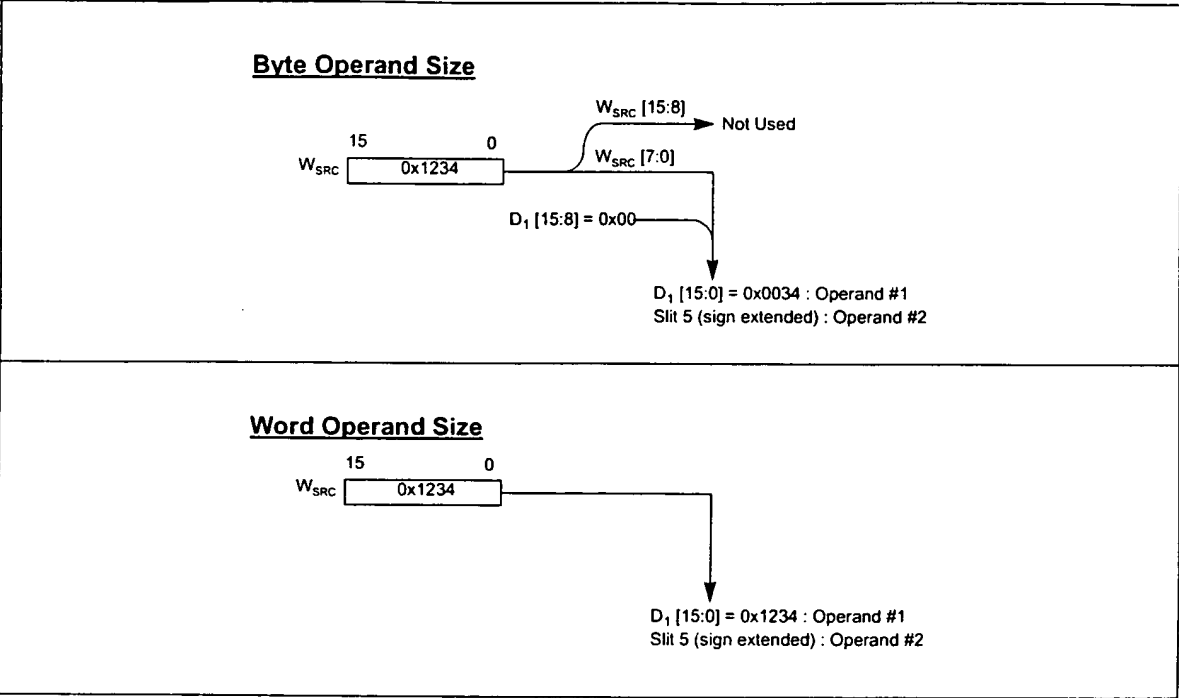 Byte Operand Size
W_SRC [15:8]
Not Used
15 0
W_SRC 0x1234
W_SRC [7:0]
D_1 [15:8] = 0x00
D_1 [15:0] = 0x0034 : Operand #1
Slit 5 (sign extended) : Operand #2
Word Operand Size
15 0
W_SRC 0x1234
D_1 [15:0] = 0x1234 : Operand #1
Slit 5 (sign extended) : Operand #2